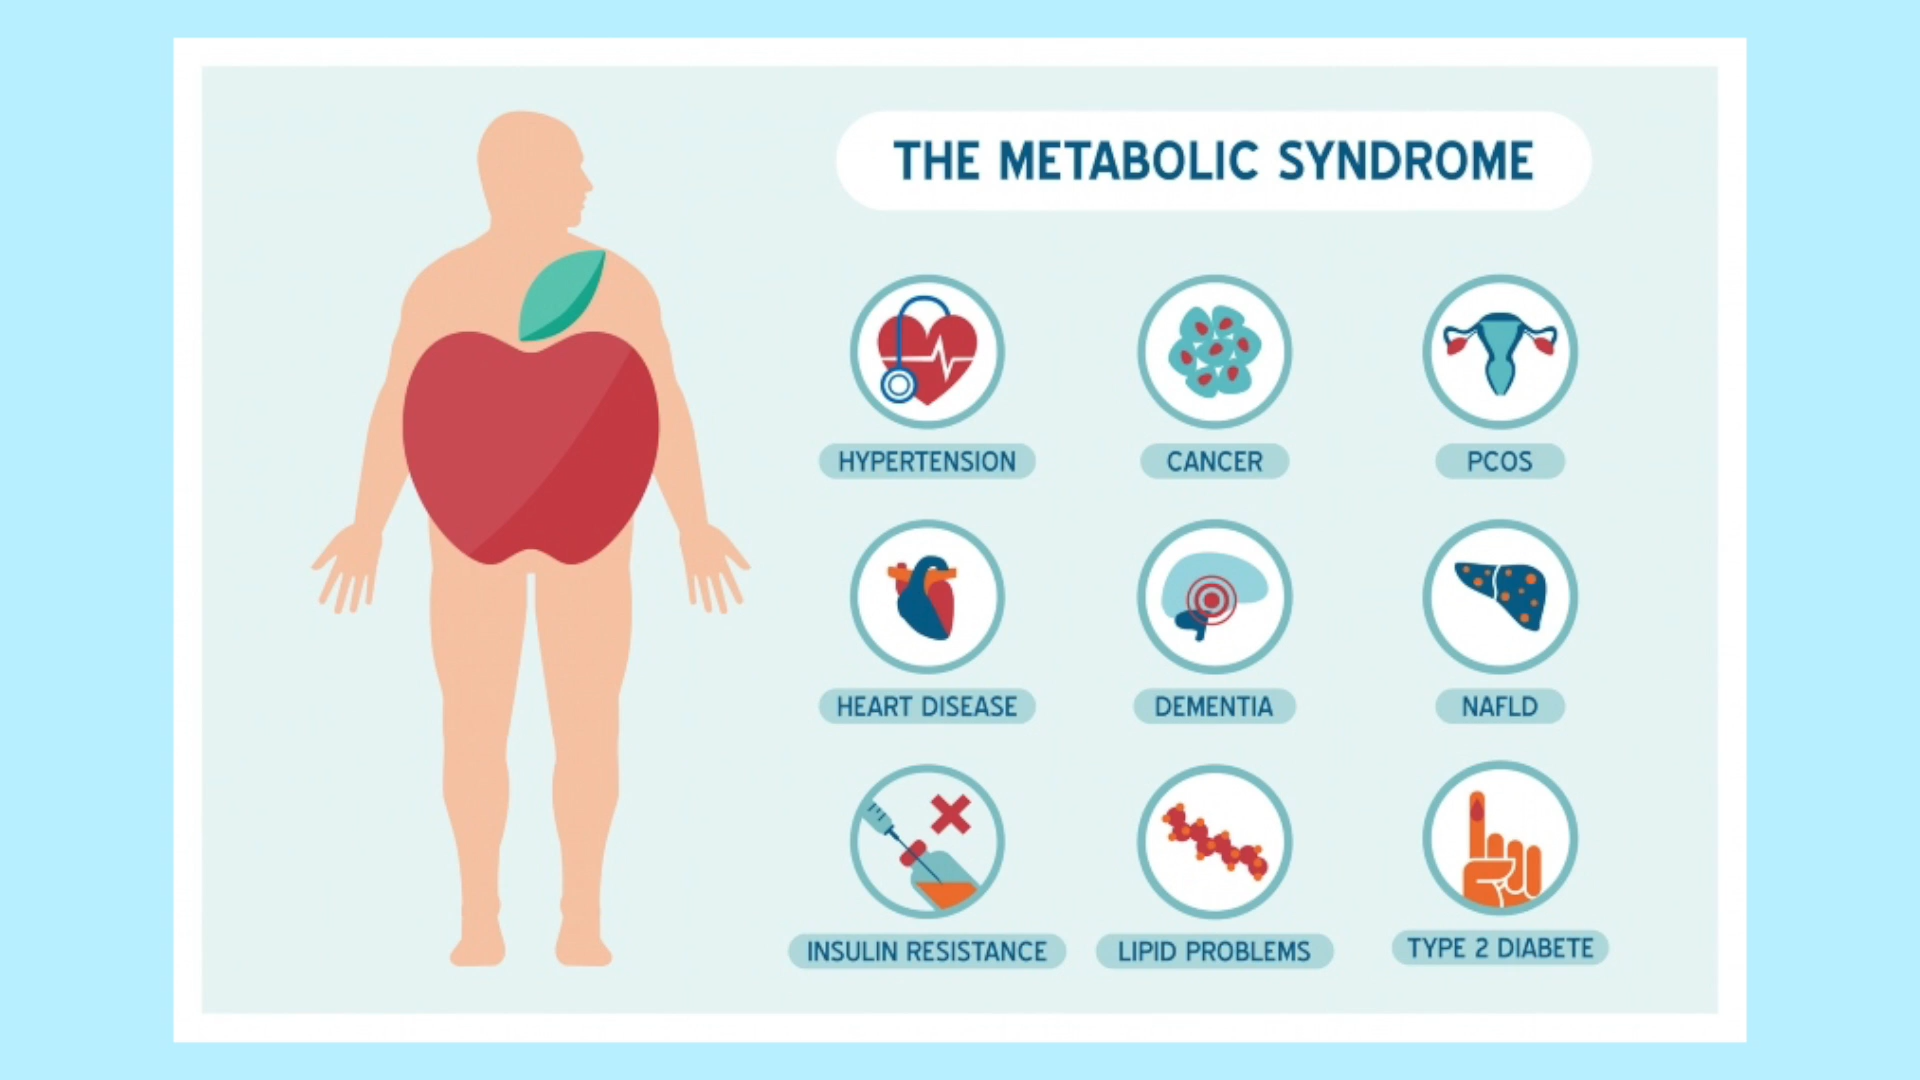 THE METABOLIC SYNDROME
HYPERTENSION
CANCER
PCOS
HEART DISEASE
DEMENTIA
NAFLD
INSULIN RESISTANCE
LIPID PROBLEMS
TYPE 2 DIABETE